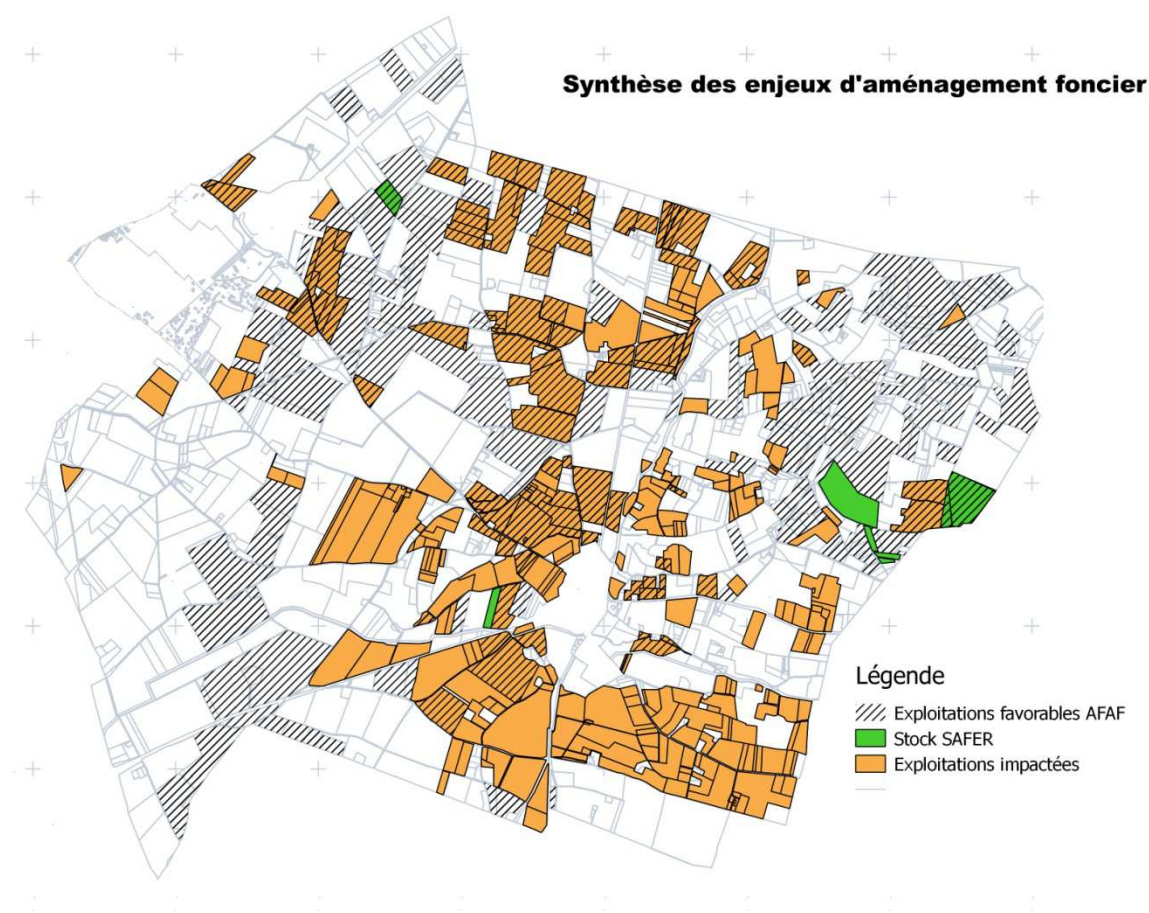 Synthèse des enjeux d'aménagement foncier
Légende
Exploitations favorables AFAF
Stock SAFER
Exploitations impactées